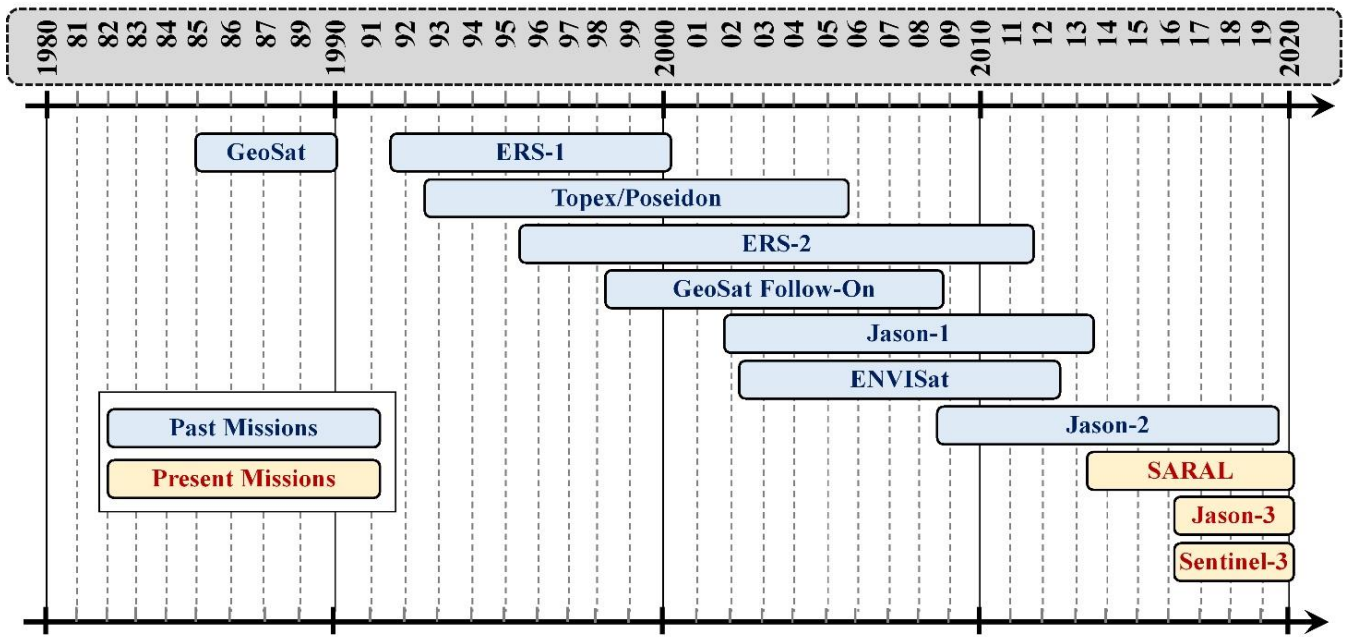 1980 81 82 83 84 85 86 87 88 89 1990 91 92 93 94 95 96 97 98 99 2000 01 02 03 04 05 06 07 08 09 2010 11 12 13 14 15 16 17 18 19 2020
GeoSat ERS-1
Topex/Poseidon
ERS-2
GeoSat Follow-On
Jason-1
ENVISat
Past Missions Jason-2
Present Missions SARAL
Jason-3
Sentinel-3